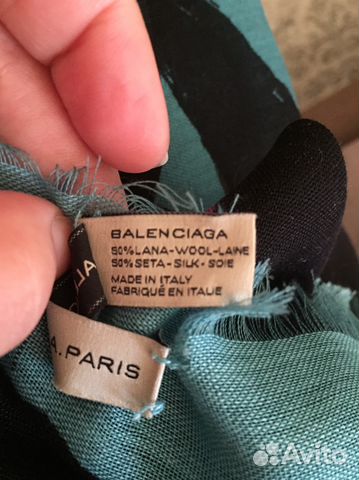 BALENCIAGA
50% LANA-WOOL-LAINE
50% SETA - SILK - SOIE
MADE IN ITALY
FABRIQUÉ EN ITALIE
A. PARIS
Avito